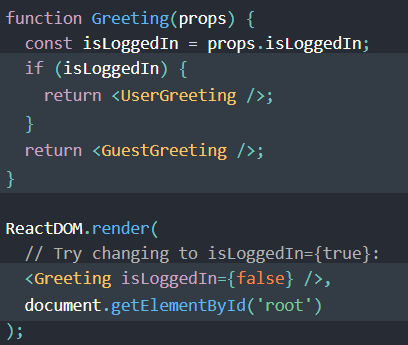 function Greeting(props) {
  const isLoggedIn = props.isLoggedIn;
  if (isLoggedIn) {
    return <UserGreeting />;
  }
  return <GuestGreeting />;
}

ReactDOM.render(
  // Try changing to isLoggedIn={true}:
  <Greeting isLoggedIn={false} />,
  document.getElementById('root')
);